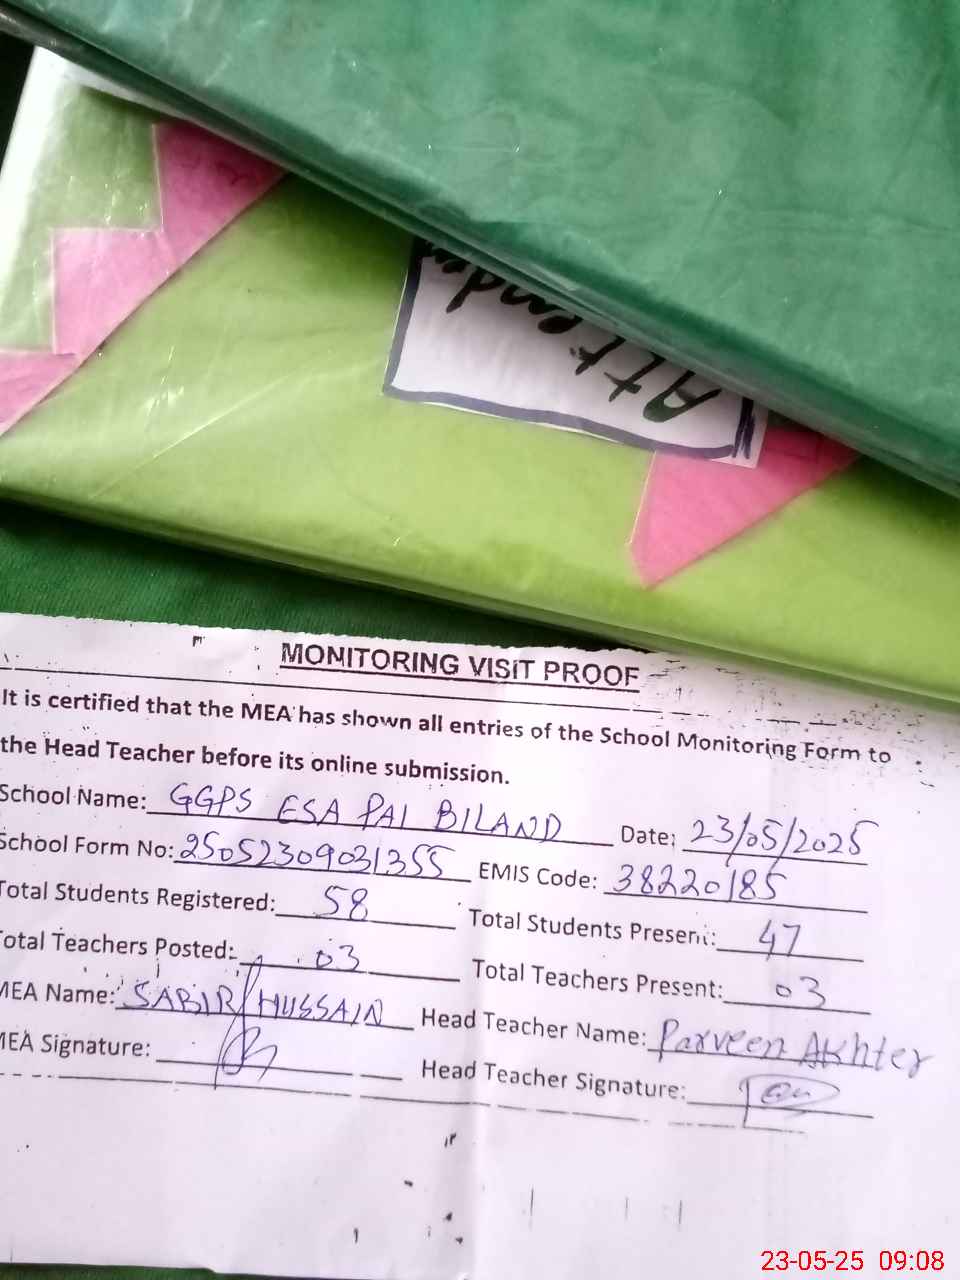 Attenda
MONITORING VISIT PROOF
It is certified that the MEA has shown all entries of the School Monitoring Form to
the Head Teacher before its online submission.
School Name: GGPS ESA PAI BILAND Date: 23/05/2025
School Form No: 25052309031355 EMIS Code: 38220185
Total Students Registered: 58 Total Students Present: 47
Total Teachers Posted: 03 Total Teachers Present: 03
MEA Name: SABIR HUSSAIN Head Teacher Name: Parveen Akhter
MEA Signature: Head Teacher Signature:
23-05-25 09:08